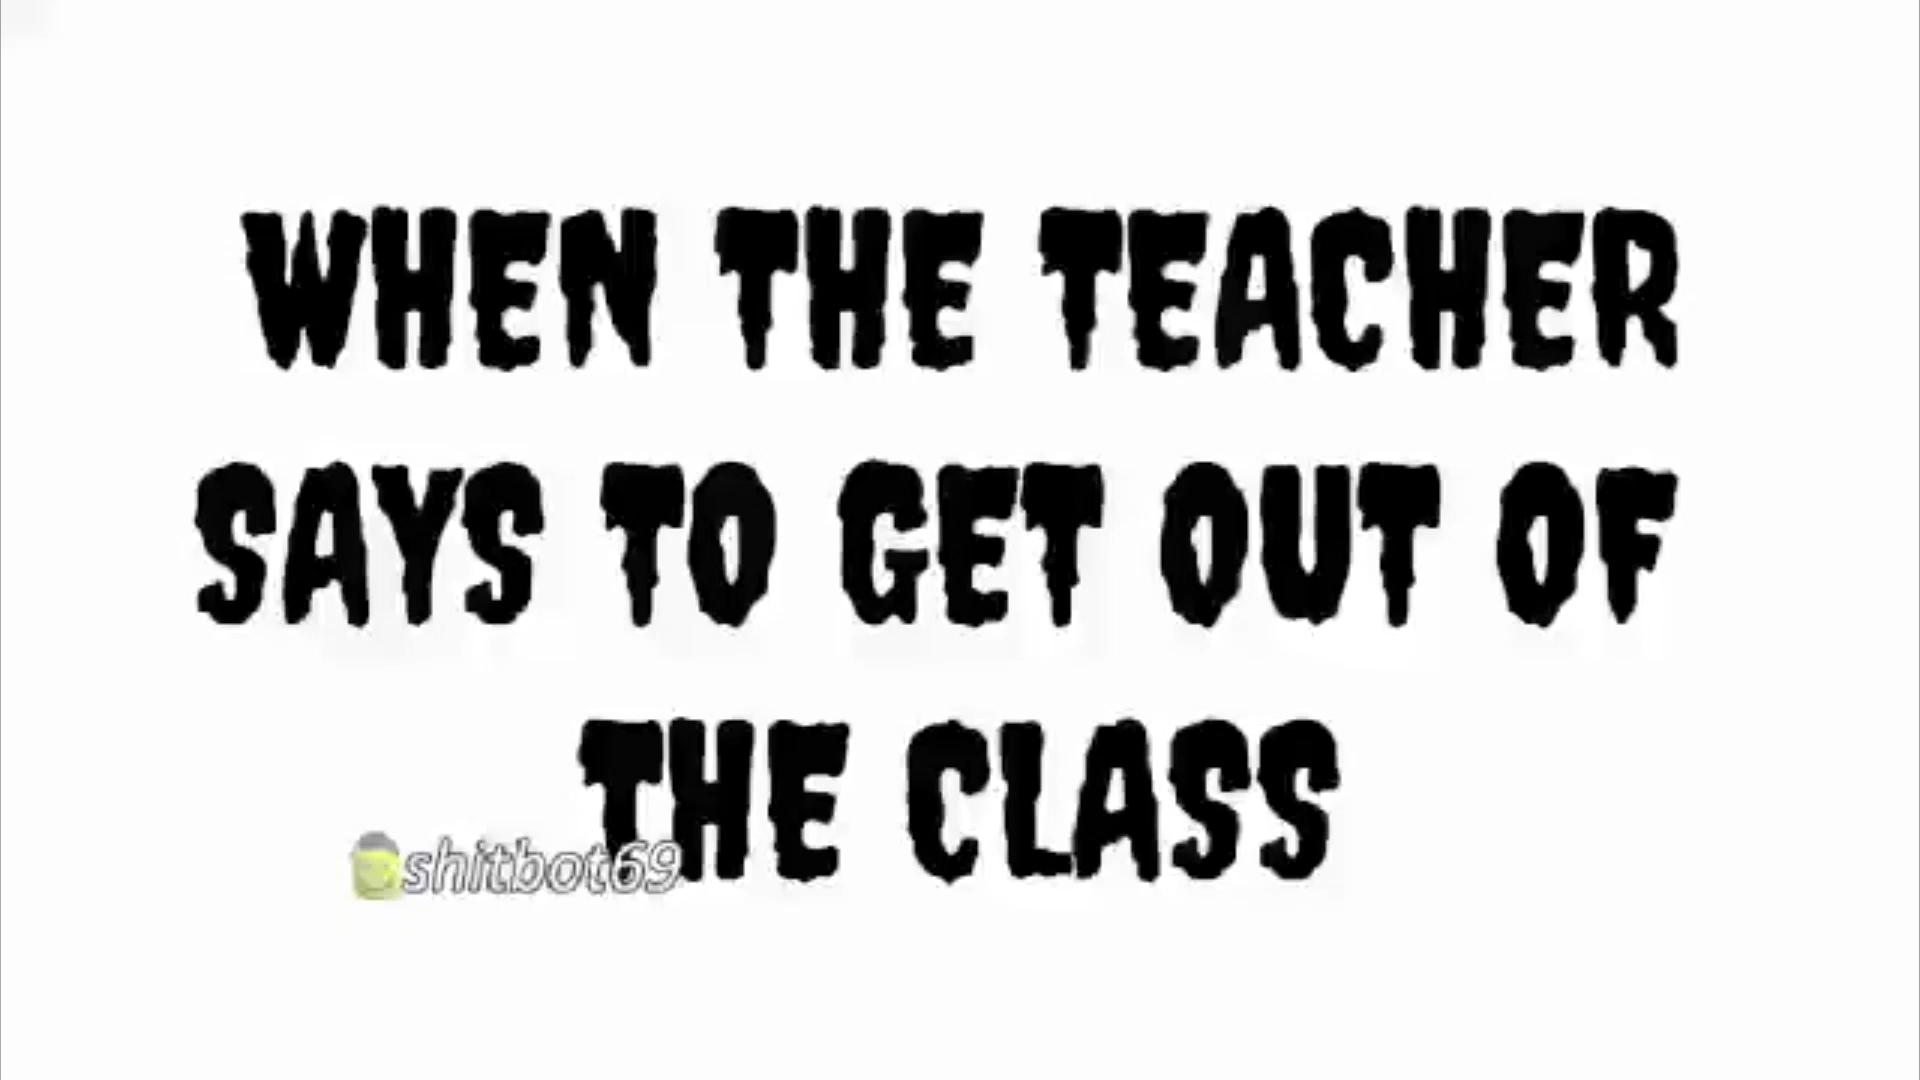 WHEN THE TEACHER
SAYS TO GET OUT OF
THE CLASS
shitbot69